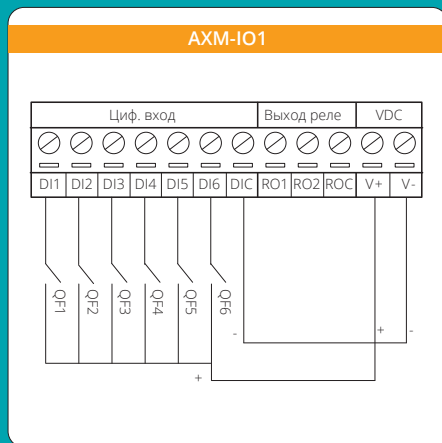 AXM-IO1
Циф. вход Выход реле VDC
DI1 DI2 DI3 DI4 DI5 DI6 DIC RO1 RO2 ROC V+ V-
QF1 QF2 QF3 QF4 QF5 QF6
- + -
+